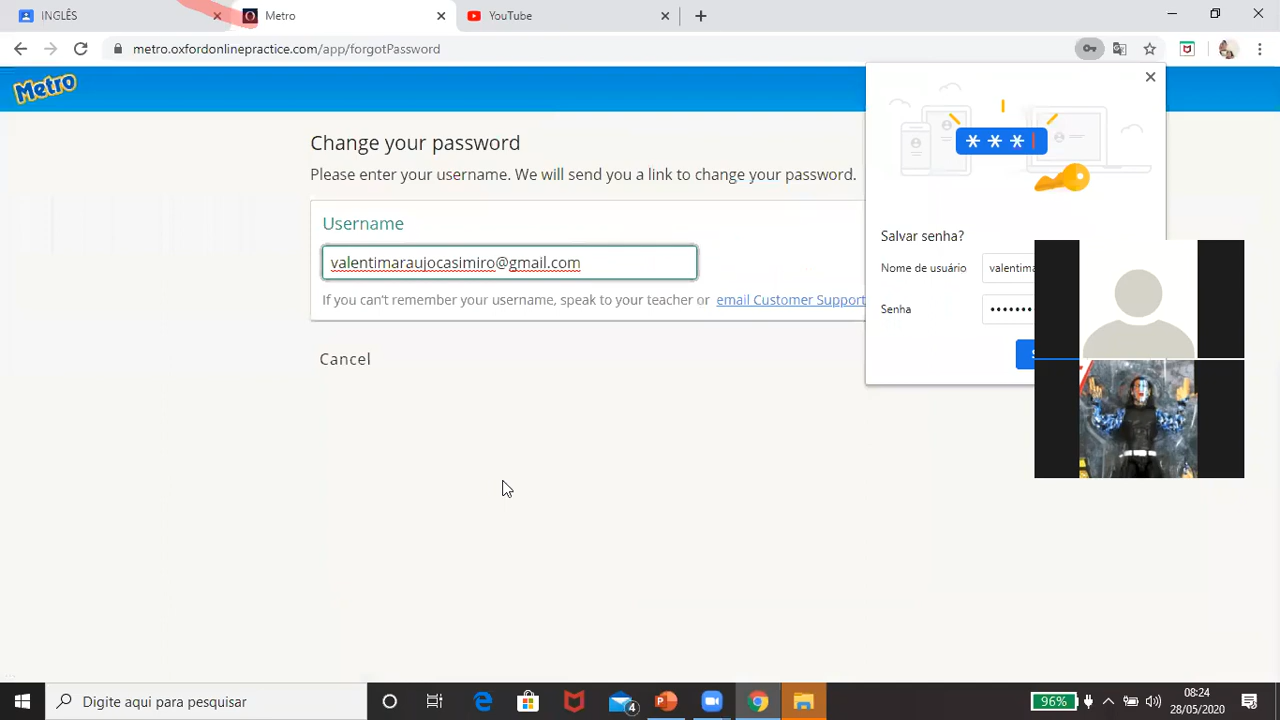 INGLÊS
Metro
YouTube
metro.oxfordonlinepractice.com/app/forgotPassword
Metro
Change your password
Please enter your username. We will send you a link to change your password.
Username
valentimaraujocasimiro@gmail.com
If you can't remember your username, speak to your teacher or email Customer Support
Cancel
Salvar senha?
Nome de usuário
valentima
Senha
•••••••
Digite aqui para pesquisar
4
96%
08:24
28/05/2020